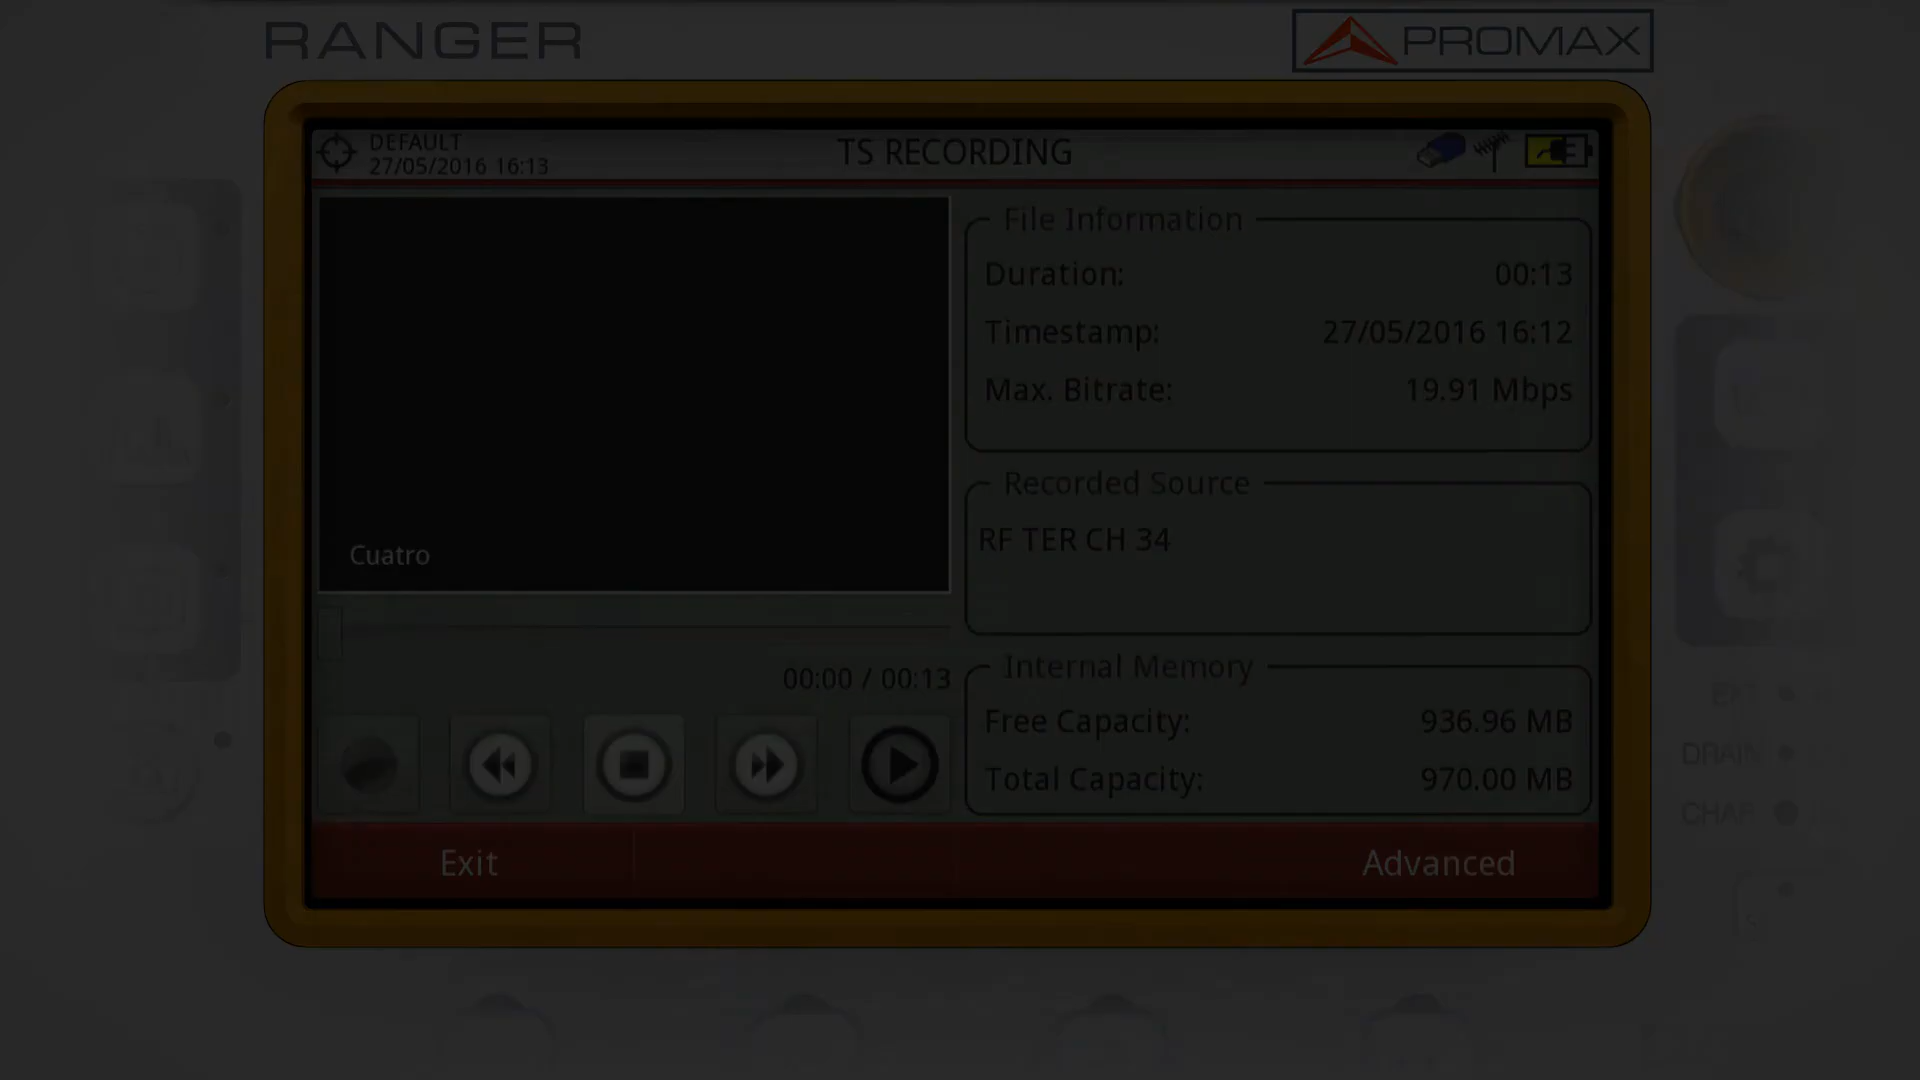 RANGER
PROMAX
DEFAULT
27/05/2016 16:13
TS RECORDING
File Information
Duration: 00:13
Timestamp: 27/05/2016 16:12
Max. Bitrate: 19.91 Mbps
Cuatro
Recorded Source
RF TER CH 34
00:00 / 00:13
Internal Memory
Free Capacity: 936.96 MB
Total Capacity: 970.00 MB
Exit
Advanced
EXT
DRAIN